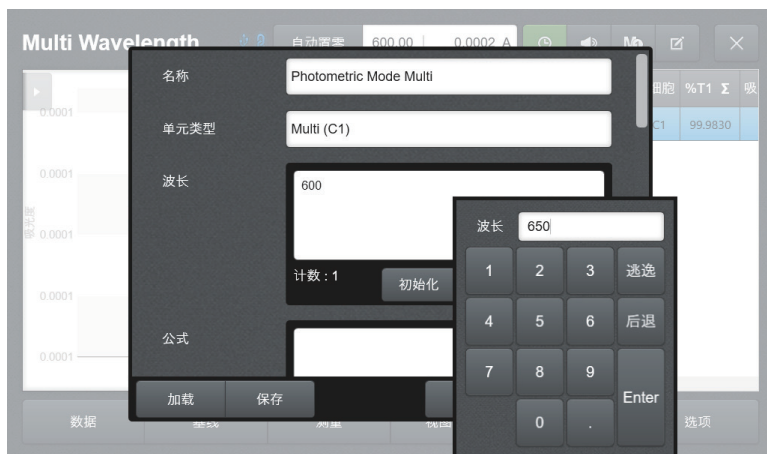 Multi Wavelength
自动置零 600.00 0.0002 A
名称 Photometric Mode Multi
细胞 %T1 Σ 吸
单元类型 Multi (C1)
C1 99.9830
0.0001
0.0001
0.0001
0.0001
0.0001
吸光度
波长 600
计数 : 1 初始化
公式
加载 保存
波长 650
1 2 3 逃逸
4 5 6 后退
7 8 9 Enter
0 .
数据 基线 测量 视图 选项